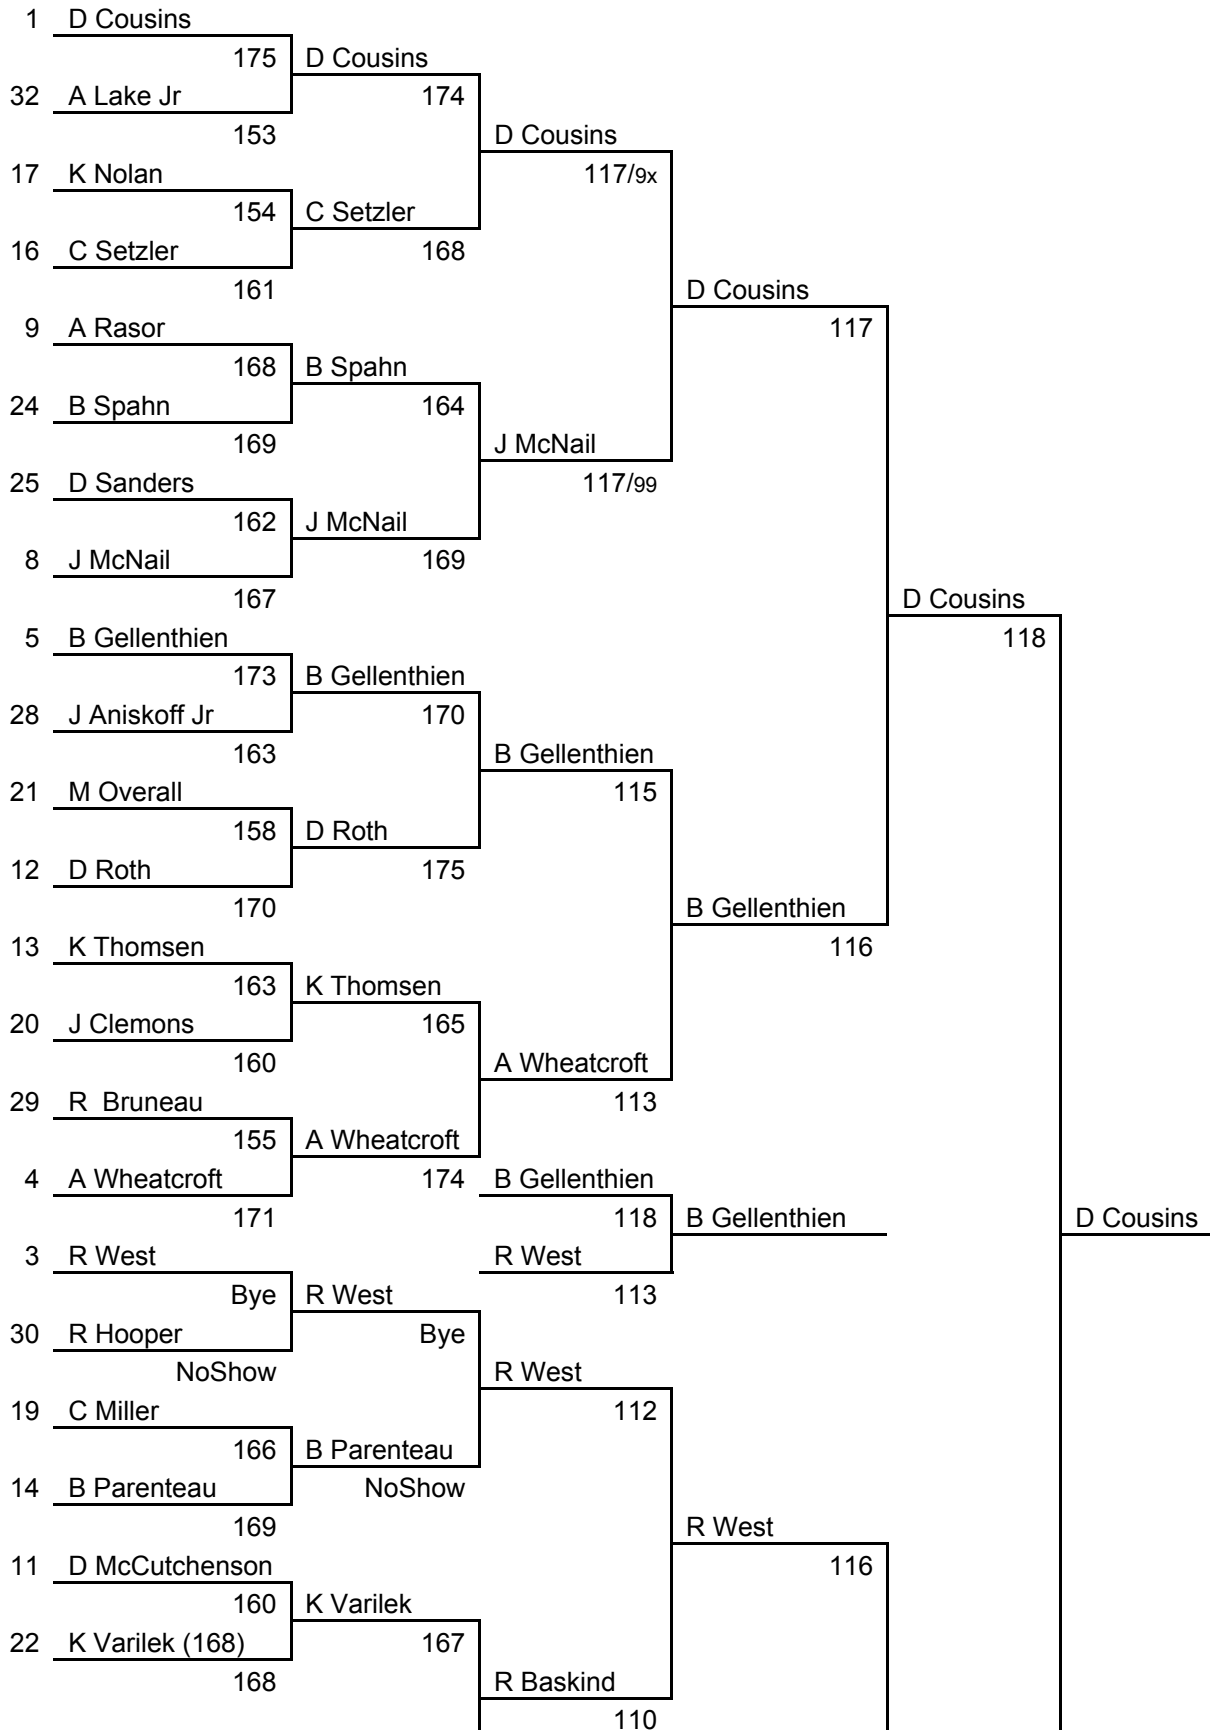 1 D Cousins
175 D Cousins
32 A Lake Jr 174
153 D Cousins
17 K Nolan 117/9x
154 C Setzler
16 C Setzler 168
161 D Cousins
9 A Rasor 117
168 B Spahn
24 B Spahn 164
169 J McNail
25 D Sanders 117/99
162 J McNail
8 J McNail 169
167 D Cousins
5 B Gellenthien 118
173 B Gellenthien
28 J Aniskoff Jr 170
163 B Gellenthien
21 M Overall 115
158 D Roth
12 D Roth 175
170 B Gellenthien
13 K Thomsen 116
163 K Thomsen
20 J Clemons 165
160 A Wheatcroft
29 R Bruneau 113
155 A Wheatcroft
4 A Wheatcroft 174 B Gellenthien
171 118 B Gellenthien D Cousins
3 R West R West
Bye R West 113
30 R Hooper Bye
NoShow R West
19 C Miller 112
166 B Parenteau
14 B Parenteau NoShow
169 R West
11 D McCutchenson 116
160 K Varilek
22 K Varilek (168) 167
168 R Baskind
110